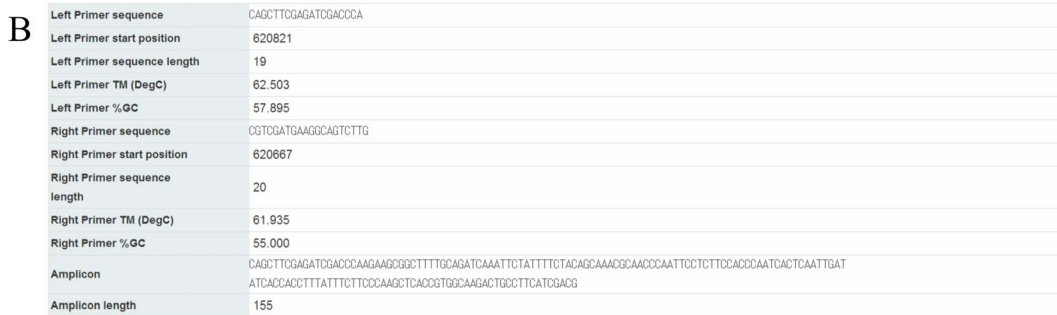 B
Left Primer sequence CAGCTTCGAGATCGACCCA
Left Primer start position 620821
Left Primer sequence length 19
Left Primer TM (DegC) 62.503
Left Primer %GC 57.895
Right Primer sequence CGTCGATGAAGGCAGTCTTG
Right Primer start position 620667
Right Primer sequence
length 20
Right Primer TM (DegC) 61.935
Right Primer %GC 55.000
Amplicon CAGCTTCGAGATCGACCCAAGAAGCGGCTTTTGCAGATCAAATTCTATTTTCTACAGCAAACGCAACCCAATTCCTCTTCCACCCAATCACTCAATTGAT
ATCACCACCTTTATTTCTTCCCAAGCTCACCGTGGCAAGACTGCCTTCATCGACG
Amplicon length 155